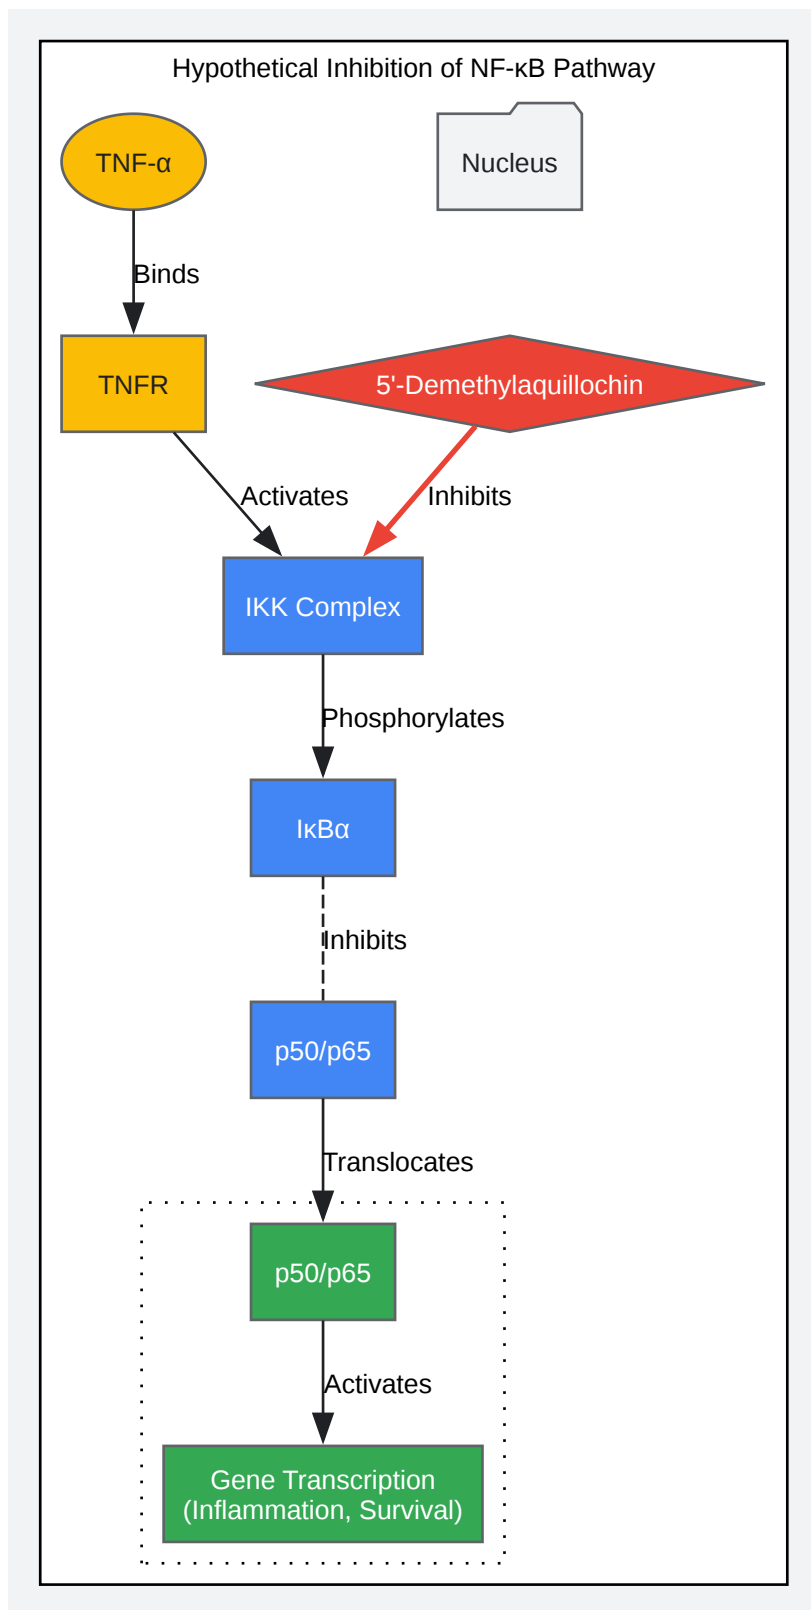 Hypothetical Inhibition of NF-κB Pathway
TNF-α
Nucleus
Binds
TNFR
5'-Demethylaquillochin
Activates
Inhibits
IKK Complex
Phosphorylates
IκBα
Inhibits
p50/p65
Translocates
p50/p65
Activates
Gene Transcription
(Inflammation, Survival)